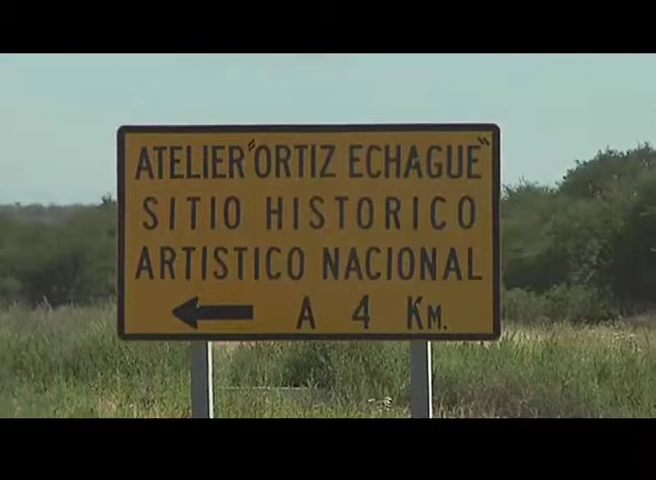 ATELIER "ORTIZ ECHAGUE"
SITIO HISTORICO
ARTISTICO NACIONAL
← A 4 KM.